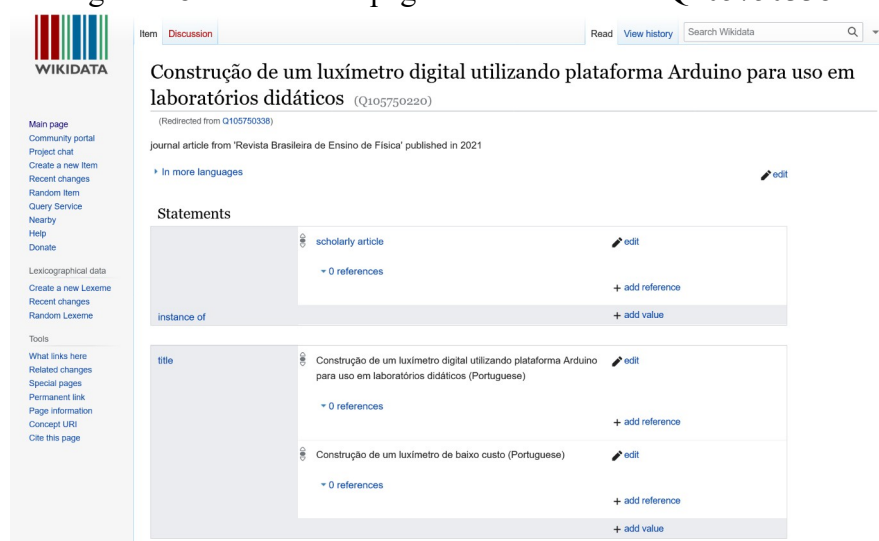 Item Discussion Read View history Search Wikidata
WIKIDATA
Construção de um luxímetro digital utilizando plataforma Arduino para uso em
laboratórios didáticos (Q105750220)
(Redirected from Q105750338)
journal article from 'Revista Brasileira de Ensino de Física' published in 2021
In more languages
edit
Main page
Community portal
Project chat
Create a new Item
Recent changes
Random Item
Query Service
Nearby
Help
Donate
Lexicographical data
Create a new Lexeme
Recent changes
Random Lexeme
Tools
What links here
Related changes
Special pages
Permanent link
Page information
Concept URI
Cite this page
Statements
instance of
scholarly article
edit
0 references
+ add reference
+ add value
title
Construção de um luxímetro digital utilizando plataforma Arduino
para uso em laboratórios didáticos (Portuguese)
edit
0 references
+ add reference
Construção de um luxímetro de baixo custo (Portuguese)
edit
0 references
+ add reference
+ add value